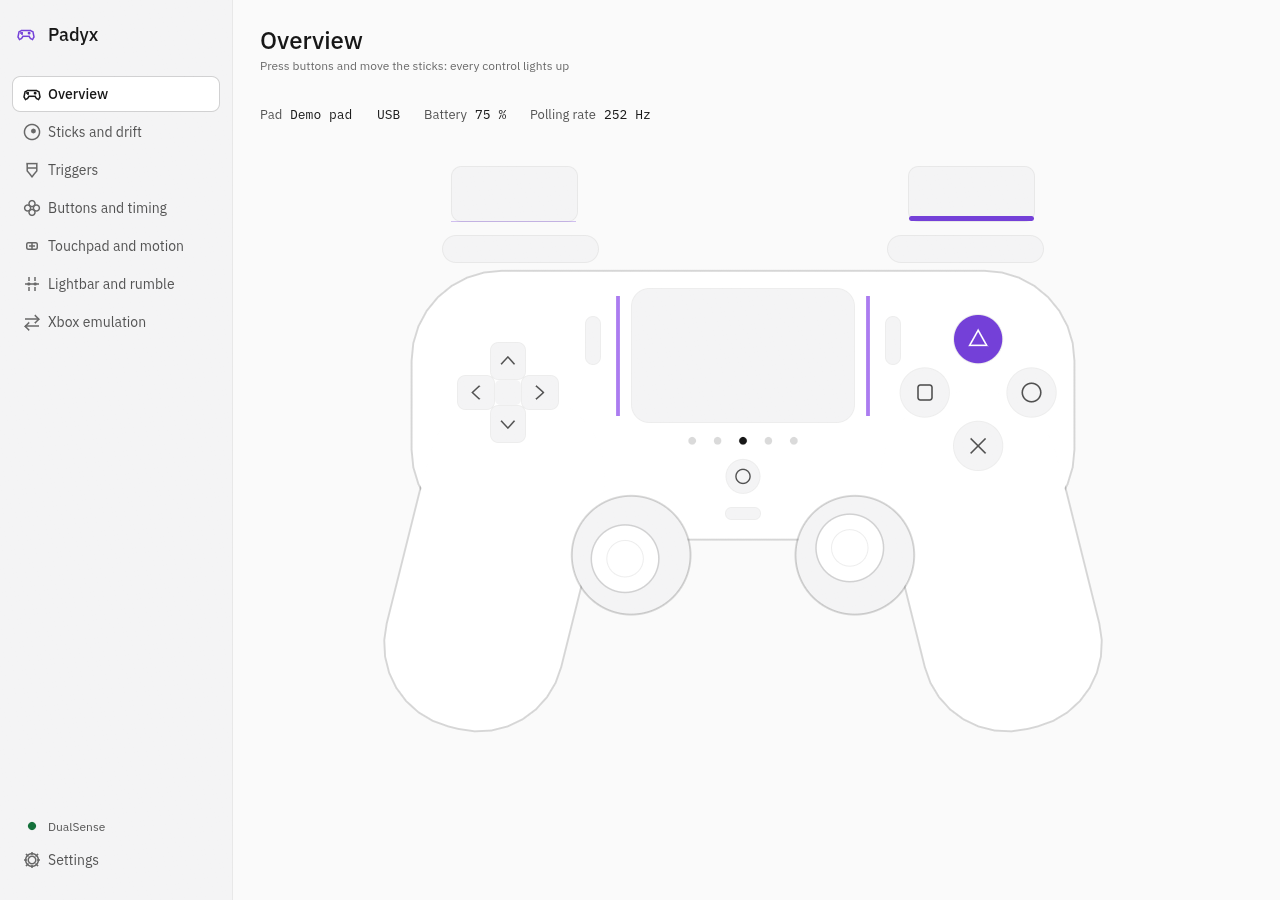 Padyx
Overview
Sticks and drift
Triggers
Buttons and timing
Touchpad and motion
Lightbar and rumble
Xbox emulation
DualSense
Settings
Overview
Press buttons and move the sticks: every control lights up
Pad Demo pad USB Battery 75 % Polling rate 252 Hz